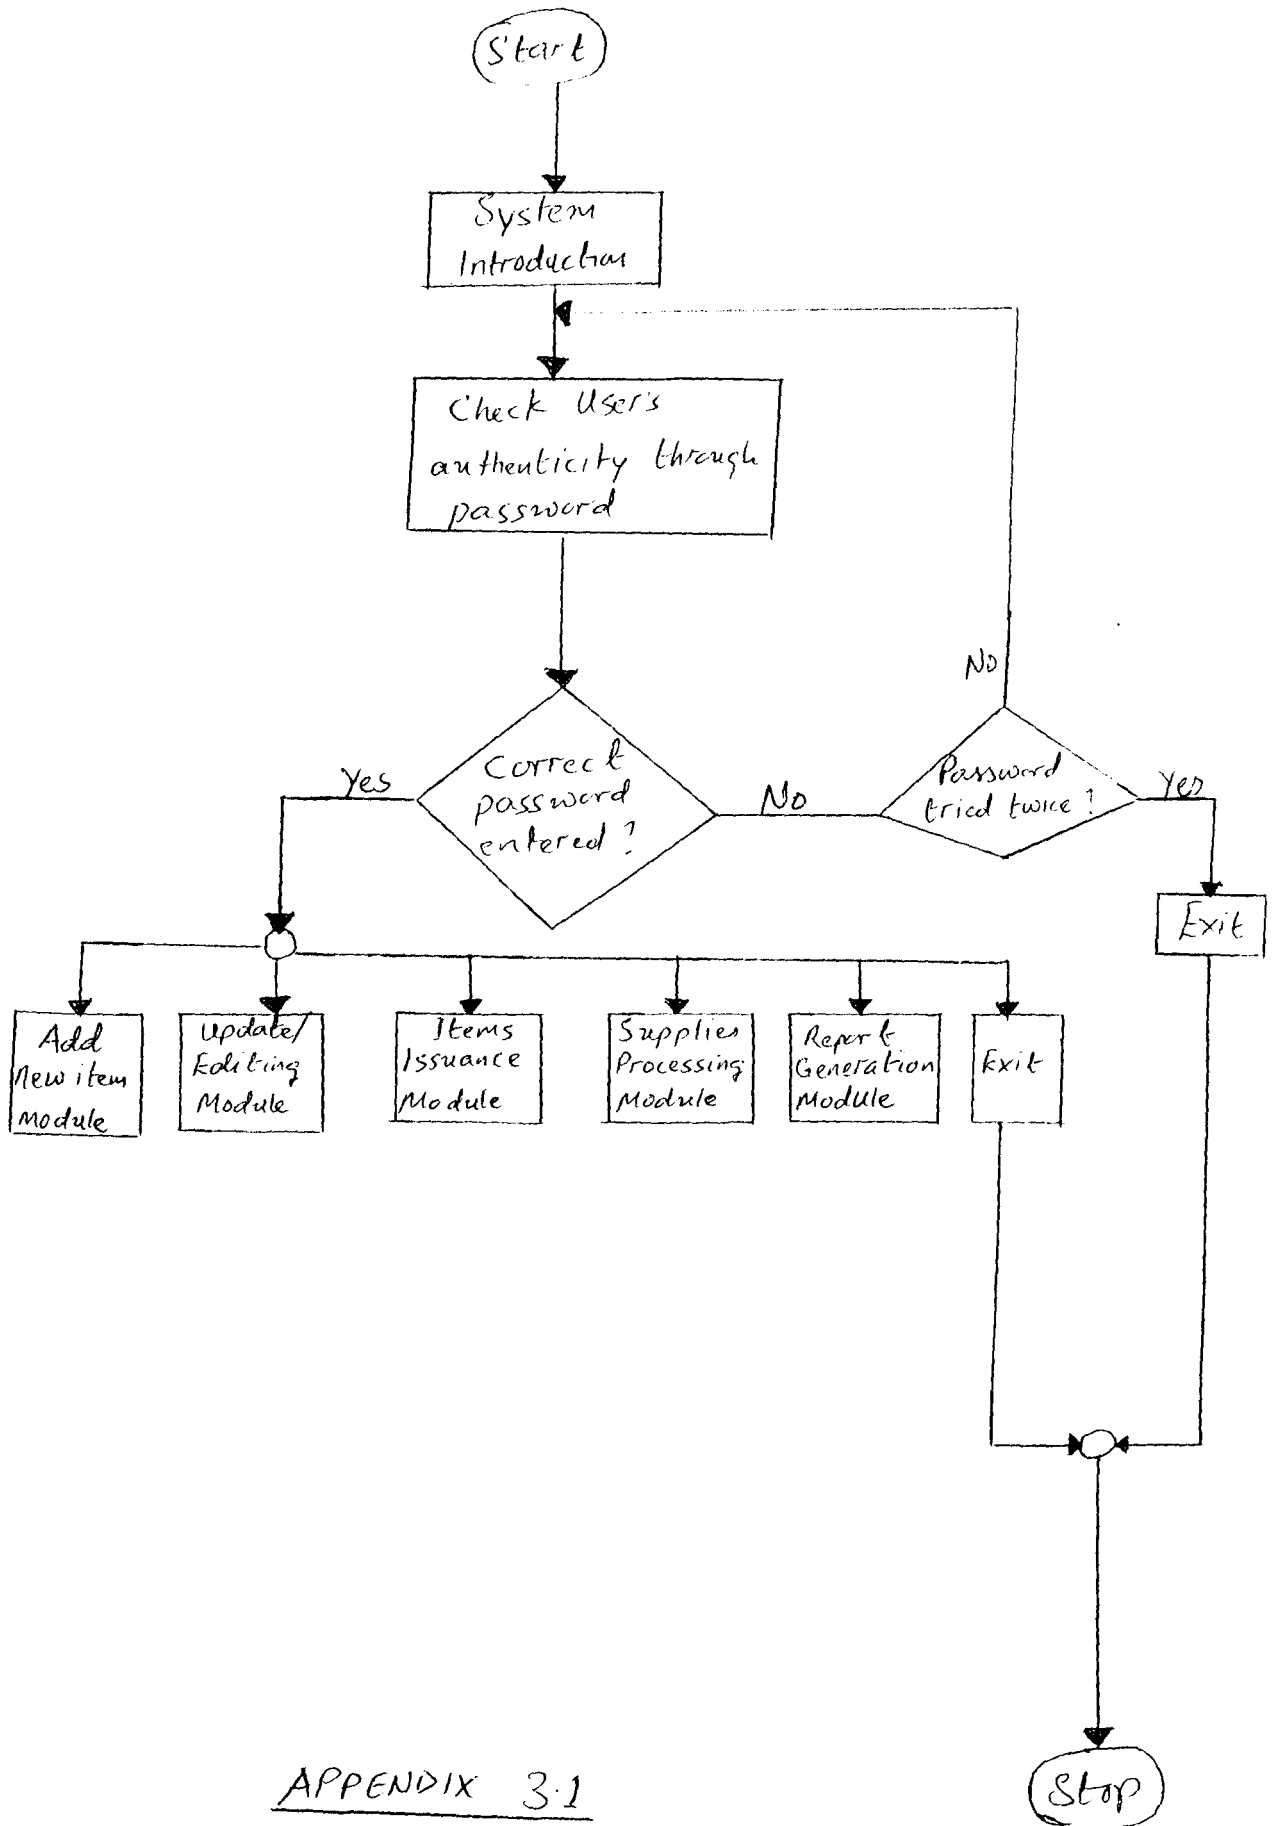 Start
System
Introduction
Check User's
authenticity through
password
No
Correct
password
entered?
Yes
No
Password
tried twice?
Yes
Exit
Add
New item
Module
Update/
Editing
Module
Items
Issuance
Module
Supplies
Processing
Module
Report
Generation
Module
Exit
Stop
APPENDIX 3.1